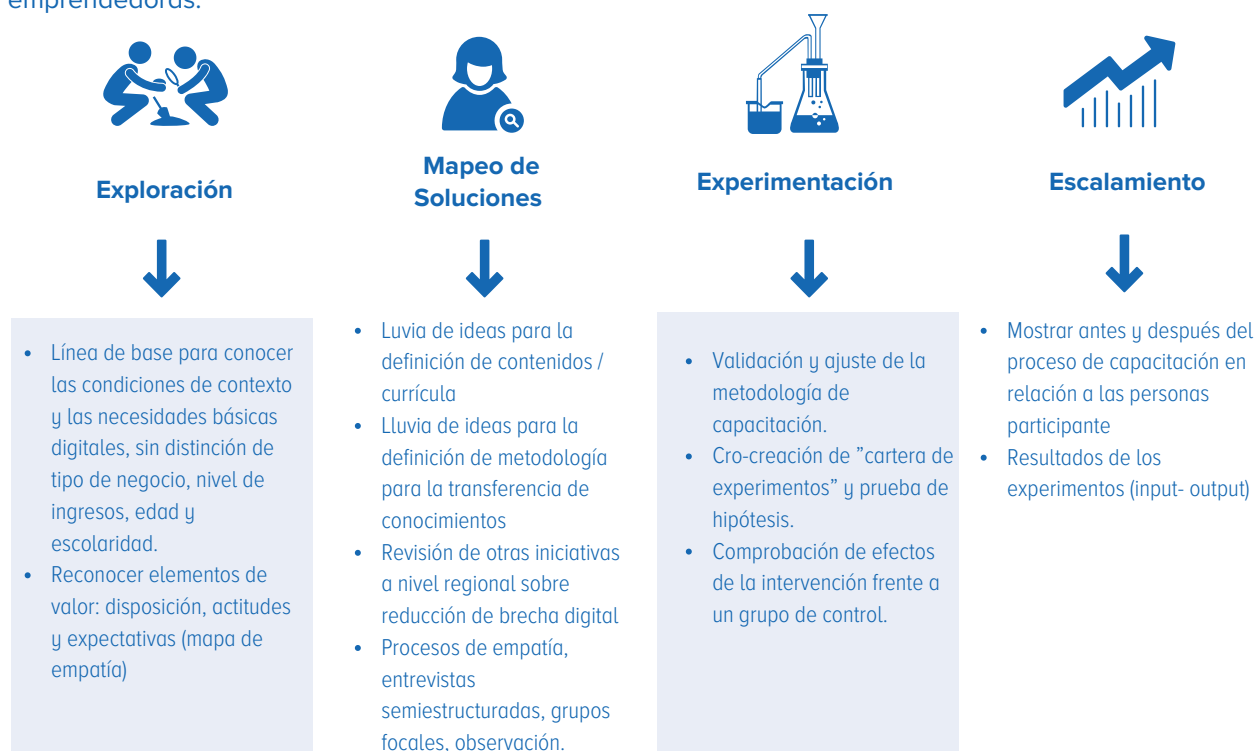 emprendedoras.
Exploración
• Línea de base para conocer
las condiciones de contexto
y las necesidades básicas
digitales, sin distinción de
tipo de negocio, nivel de
ingresos, edad y
escolaridad.
• Reconocer elementos de
valor: disposición, actitudes
y expectativas (mapa de
empatía)
Mapeo de
Soluciones
• Luvia de ideas para la
definición de contenidos /
currícula
• Lluvia de ideas para la
definición de metodología
para la transferencia de
conocimientos
• Revisión de otras iniciativas
a nivel regional sobre
reducción de brecha digital
• Procesos de empatía,
entrevistas
semiestructuradas, grupos
focales, observación.
Experimentación
• Validación y ajuste de la
metodología de
capacitación.
• Cro-creación de ”cartera de
experimentos” y prueba de
hipótesis.
• Comprobación de efectos
de la intervención frente a
un grupo de control.
Escalamiento
• Mostrar antes y después del
proceso de capacitación en
relación a las personas
participante
• Resultados de los
experimentos (input- output)